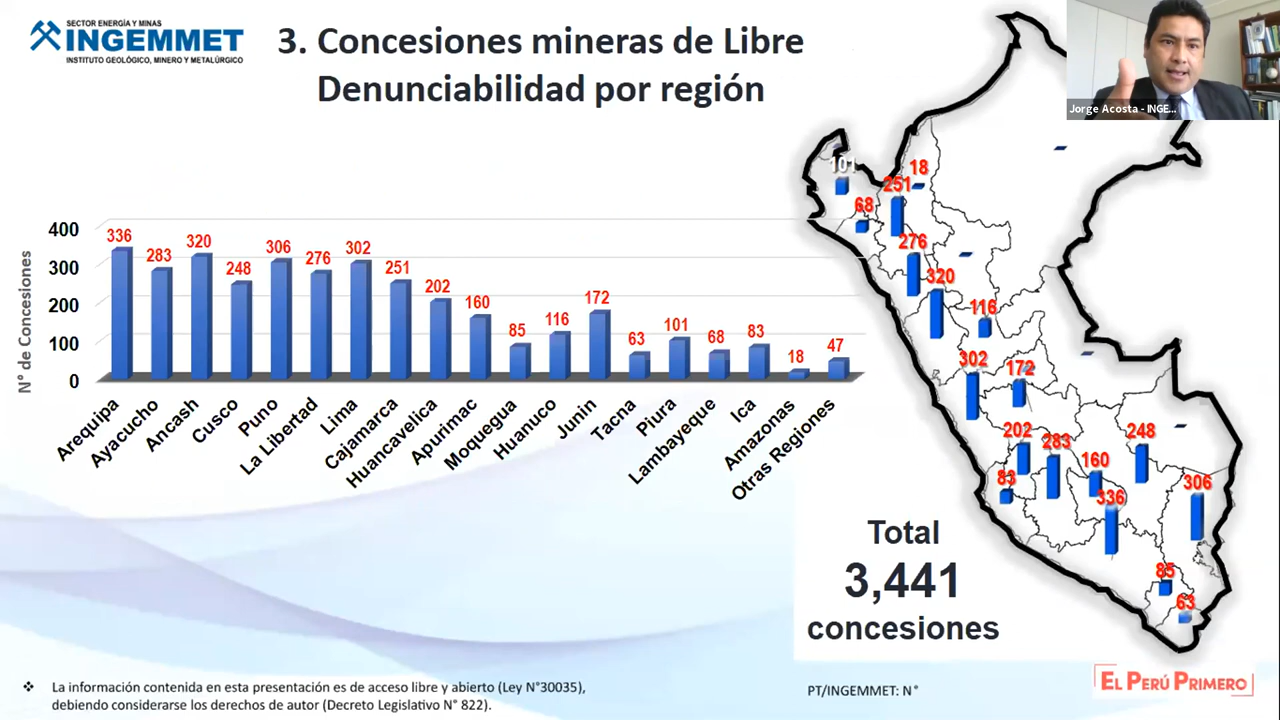 SECTOR ENERGÍA Y MINAS
INGEMMET
INSTITUTO GEOLÓGICO, MINERO Y METALÚRGICO
3. Concesiones mineras de Libre
Denunciabilidad por región
Jorge Acosta - INGE...
N° de Concesiones
400
300
200
100
0
336
283
320
248
306
276
302
251
202
160
85
116
172
63
101
68
83
18
47
Arequipa
Ayacucho
Ancash
Cusco
Puno
La Libertad
Lima
Cajamarca
Huancavelica
Apurimac
Moquegua
Huanuco
Junin
Tacna
Piura
Lambayeque
Ica
Amazonas
Otras Regiones
101
18
251
68
276
320
116
302
172
202
283
248
160
83
336
306
85
63
Total
3,441
concesiones
❖ La información contenida en esta presentación es de acceso libre y abierto (Ley N°30035),
debiendo considerarse los derechos de autor (Decreto Legislativo N° 822).
PT/INGEMMET: N°
EL PERÚ PRIMERO